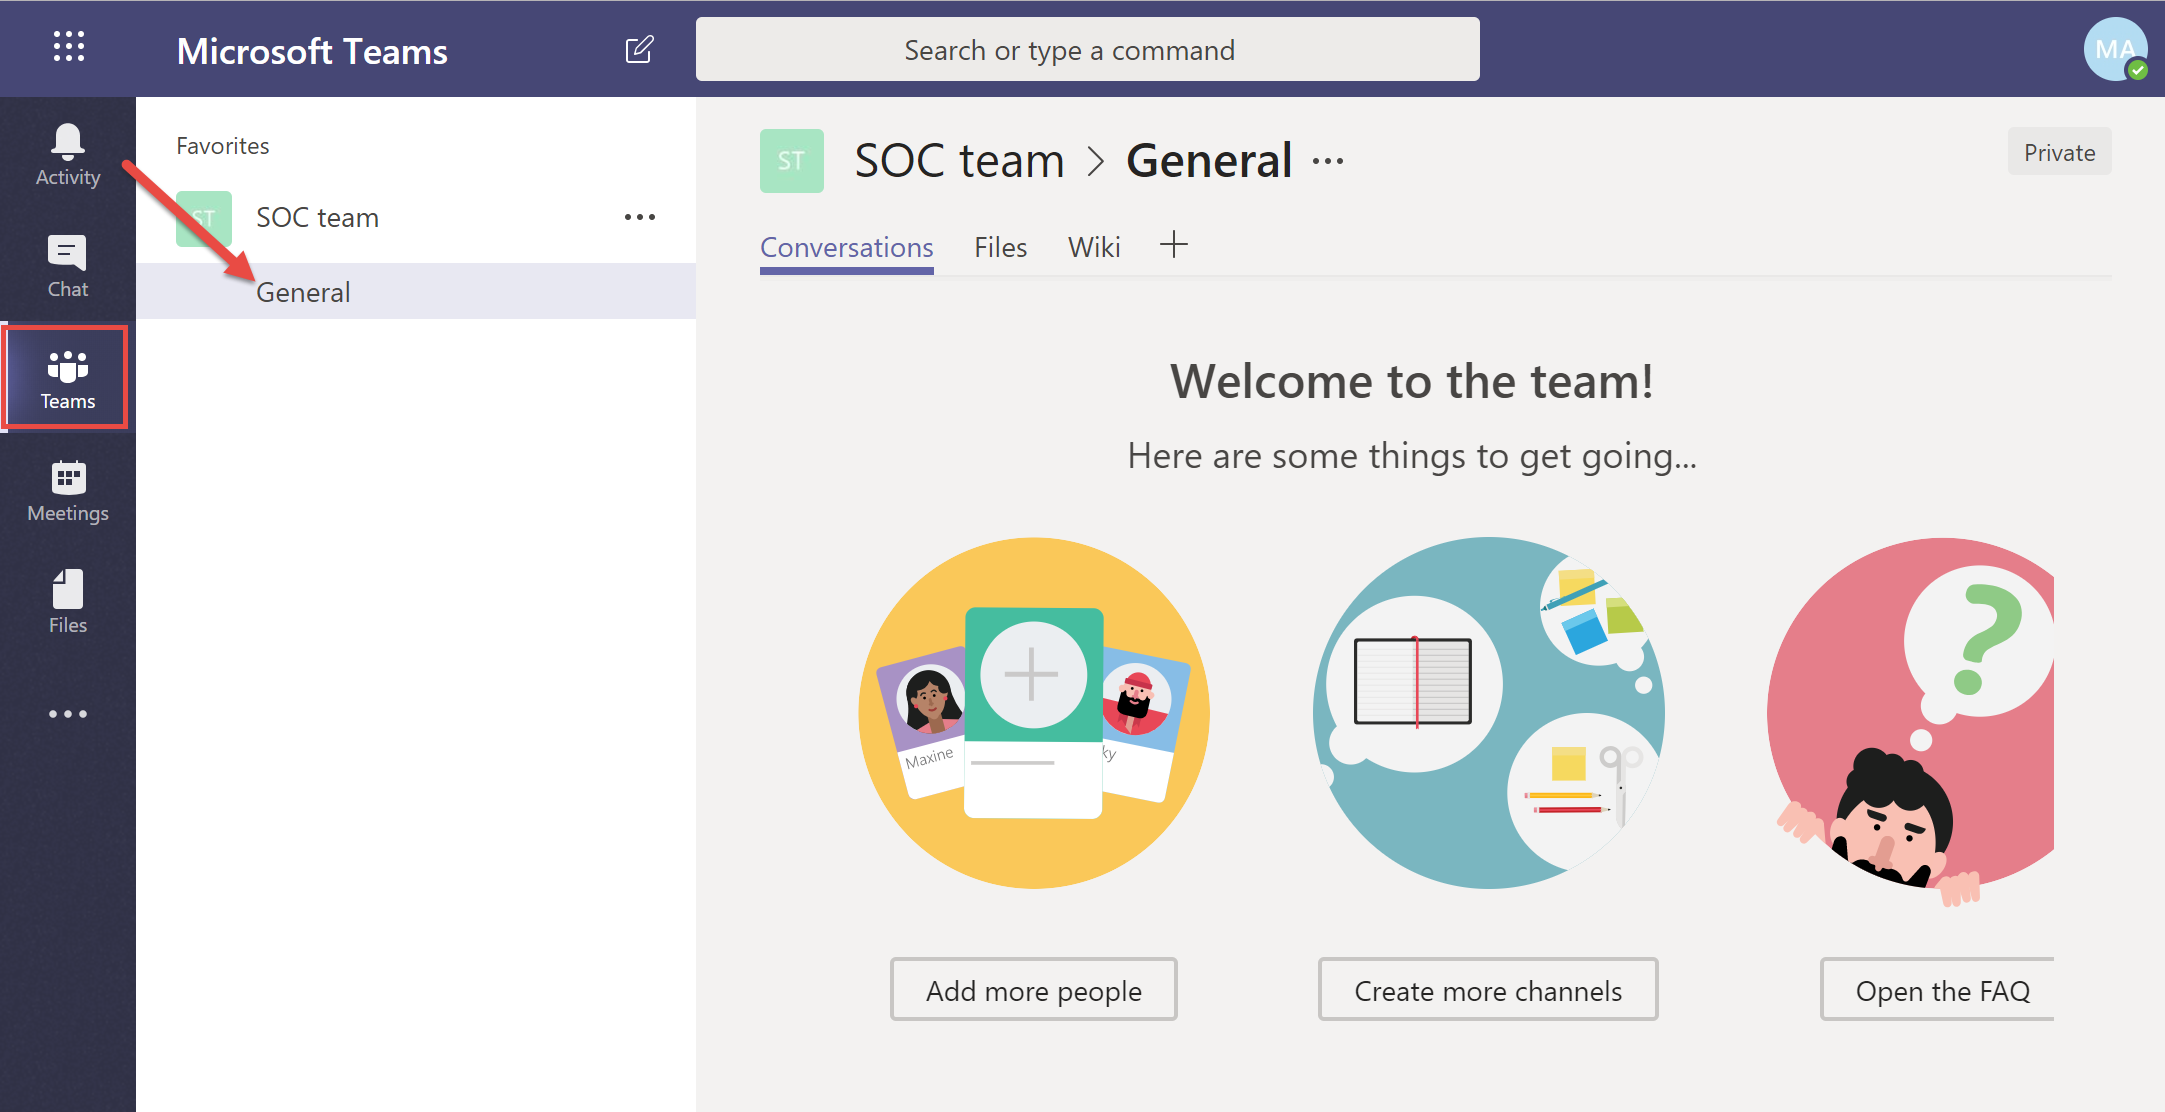 Microsoft Teams
Search or type a command
MA
Activity
Chat
Teams
Meetings
Files
Favorites
ST
SOC team
General
ST
SOC team > General
Private
Conversations Files Wiki
Welcome to the team!
Here are some things to get going...
Maxine
ky
Add more people
Create more channels
Open the FAQ